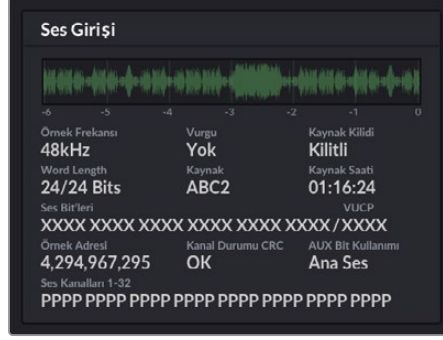 Ses Girişi
-6 -5 -4 -3 -2 -1 0
Örnek Frekansı Vurgu Kaynak Kilidi
48kHz Yok Kilitli
Word Length Kaynak Kaynak Saati
24/24 Bits ABC2 01:16:24
Ses Bit'leri VUCP
XXXX XXXX XXXX XXXX XXXX XXXX/XXXX
Örnek Adresi Kanal Durumu CRC AUX Bit Kullanımı
4,294,967,295 OK Ana Ses
Ses Kanalları 1-32
PPPP PPPP PPPP PPPP PPPP PPPP PPPP PPPP